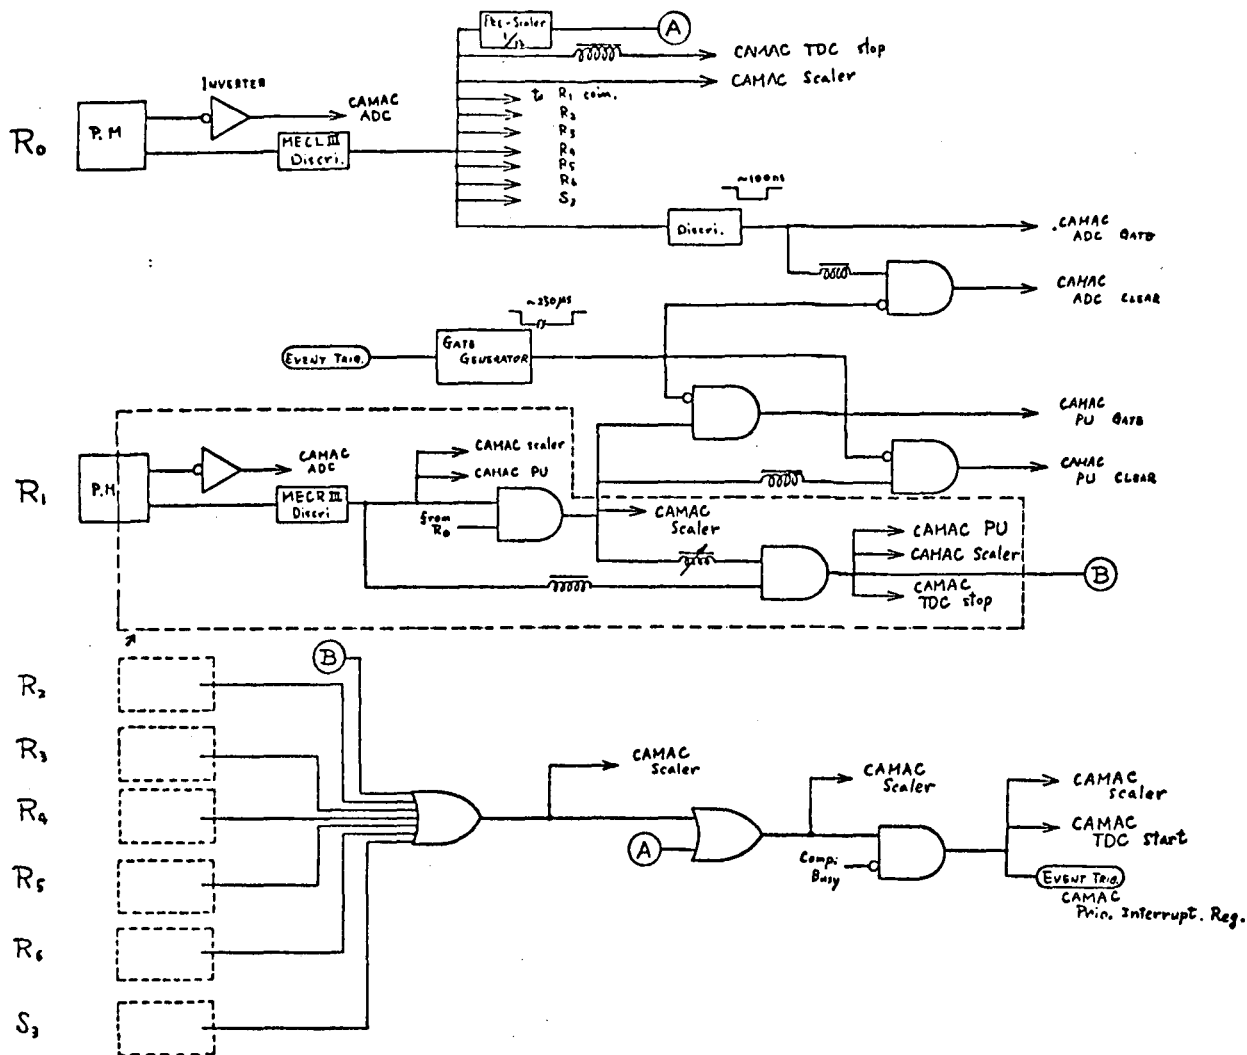 Pre-Scaler
A
CAMAC TDC stop
CAMAC Scaler
INVERTER
CAMAC
ADC
R0
P.M
MECL III
Discri.
to R1 coin.
R2
R3
R4
R5
R6
S3
~100ns
Discri.
CAMAC
ADC GATE
CAMAC
ADC CLEAR
~230μs
EVENT TRIG.
GATE
GENERATOR
CAMAC
PU GATE
CAMAC
PU CLEAR
R1
P.M
CAMAC
ADC
MECR III
Discri
CAMAC scaler
CAMAC PU
from
R0
CAMAC
Scaler
CAMAC PU
CAMAC Scaler
CAMAC
TDC stop
B
B
R2
R3
R4
R5
R6
S3
CAMAC
Scaler
A
CAMAC
Scaler
Comp.
Busy
CAMAC
scaler
CAMAC
TDC Start
EVENT TRIG.
CAMAC
Prio. Interrupt. Reg.